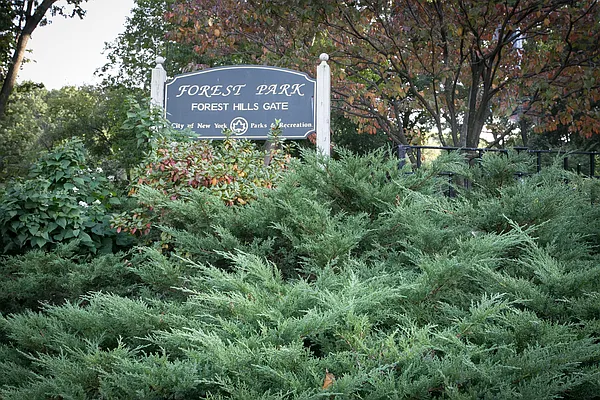 FOREST PARK
FOREST HILLS GATE
City of New York Parks & Recreation